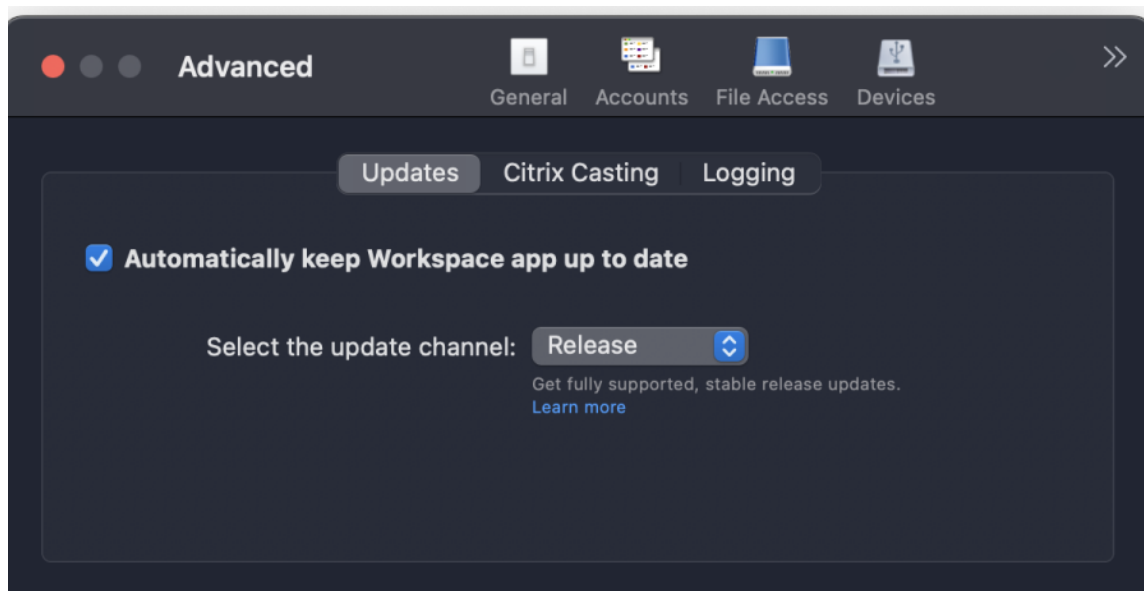 Advanced
General Accounts File Access Devices
Updates Citrix Casting Logging
Automatically keep Workspace app up to date
Select the update channel: Release
Get fully supported, stable release updates.
Learn more